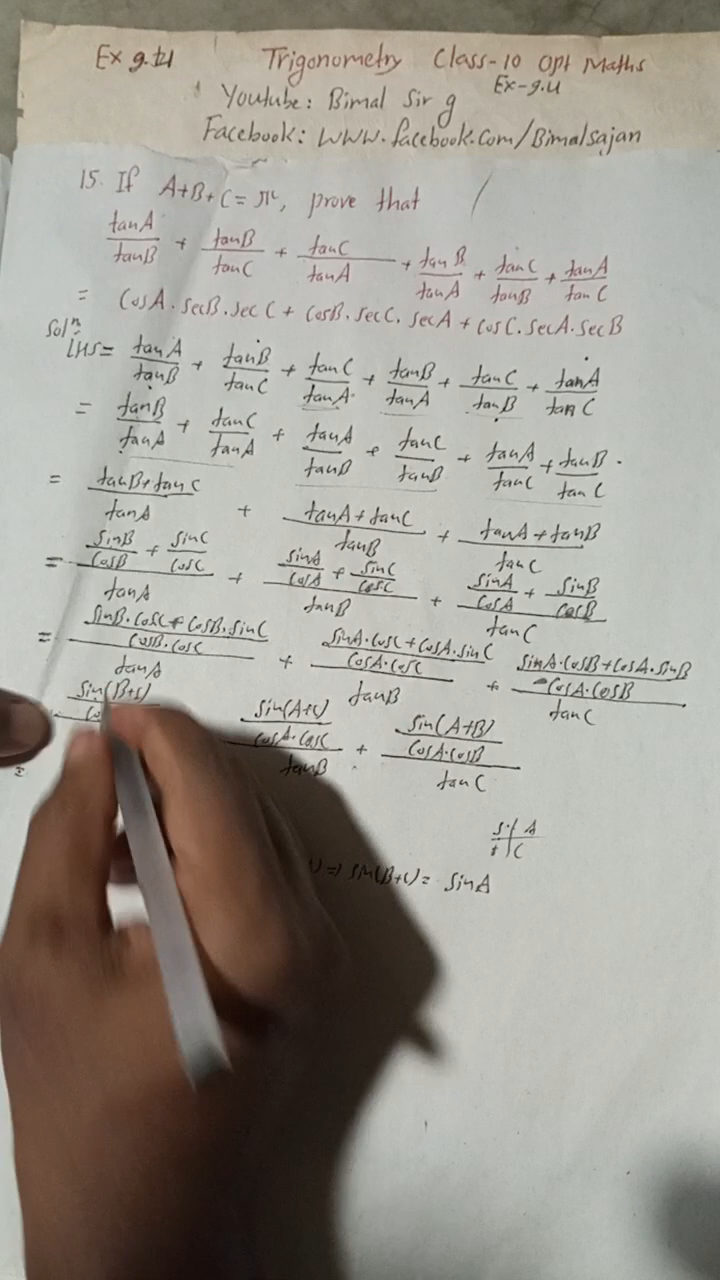 Ex 9.4 Trigonometry Class-10 Opt Maths
Ex-9.4
Youtube: Bimal Sir g
Facebook: www.facebook.com/Bimalsajan
15. If A+B+C = πᶜ, prove that
tanA/tanB + tanB/tanC + tanC/tanA + tanB/tanA + tanC/tanB + tanA/tanC
= CosA.secB.secC + CosB.secC.secA + cosC.secA.secB
Solⁿ:
LHS = tanA/tanB + tanB/tanC + tanC/tanA + tanB/tanA + tanC/tanB + tanA/tanC
= tanB/tanA + tanC/tanA + tanA/tanB + tanC/tanB + tanA/tanC + tanB/tanC
= (tanB+tanC)/tanA + (tanA+tanC)/tanB + (tanA+tanB)/tanC
= (sinB/cosB + sinC/cosC)/tanA + (sinA/cosA + sinC/cosC)/tanB + (sinA/cosA + sinB/cosB)/tanC
= ((sinB.cosC+cosB.sinC)/(cosB.cosC))/tanA + ((sinA.cosC+cosA.sinC)/(cosA.cosC))/tanB + ((sinA.cosB+cosA.sinB)/(cosA.cosB))/tanC
sin(B+C) (sin(A+C)/(cosA.cosC))/tanB + (sin(A+B)/(cosA.cosB))/tanC
S A
t C
=> sin(B+C) = sinA